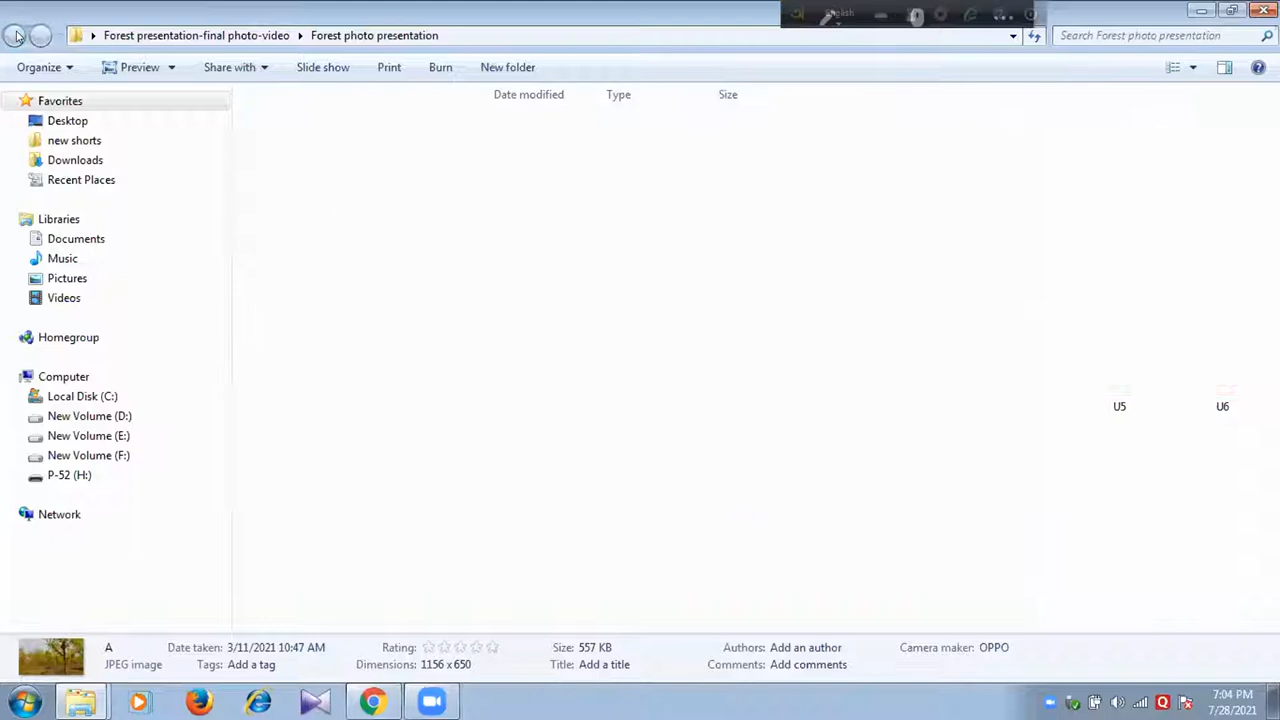 English
Forest presentation-final photo-video Forest photo presentation Search Forest photo presentation
Organize Preview Share with Slide show Print Burn New folder
Date modified Type Size
Favorites
Desktop
new shorts
Downloads
Recent Places
Libraries
Documents
Music
Pictures
Videos
Homegroup
Computer
Local Disk (C:)
New Volume (D:)
New Volume (E:)
New Volume (F:)
P-52 (H:)
Network
U5 U6
A Date taken: 3/11/2021 10:47 AM Rating: Size: 557 KB Authors: Add an author Camera maker: OPPO
JPEG image Tags: Add a tag Dimensions: 1156 x 650 Title: Add a title Comments: Add comments
7:04 PM
7/28/2021